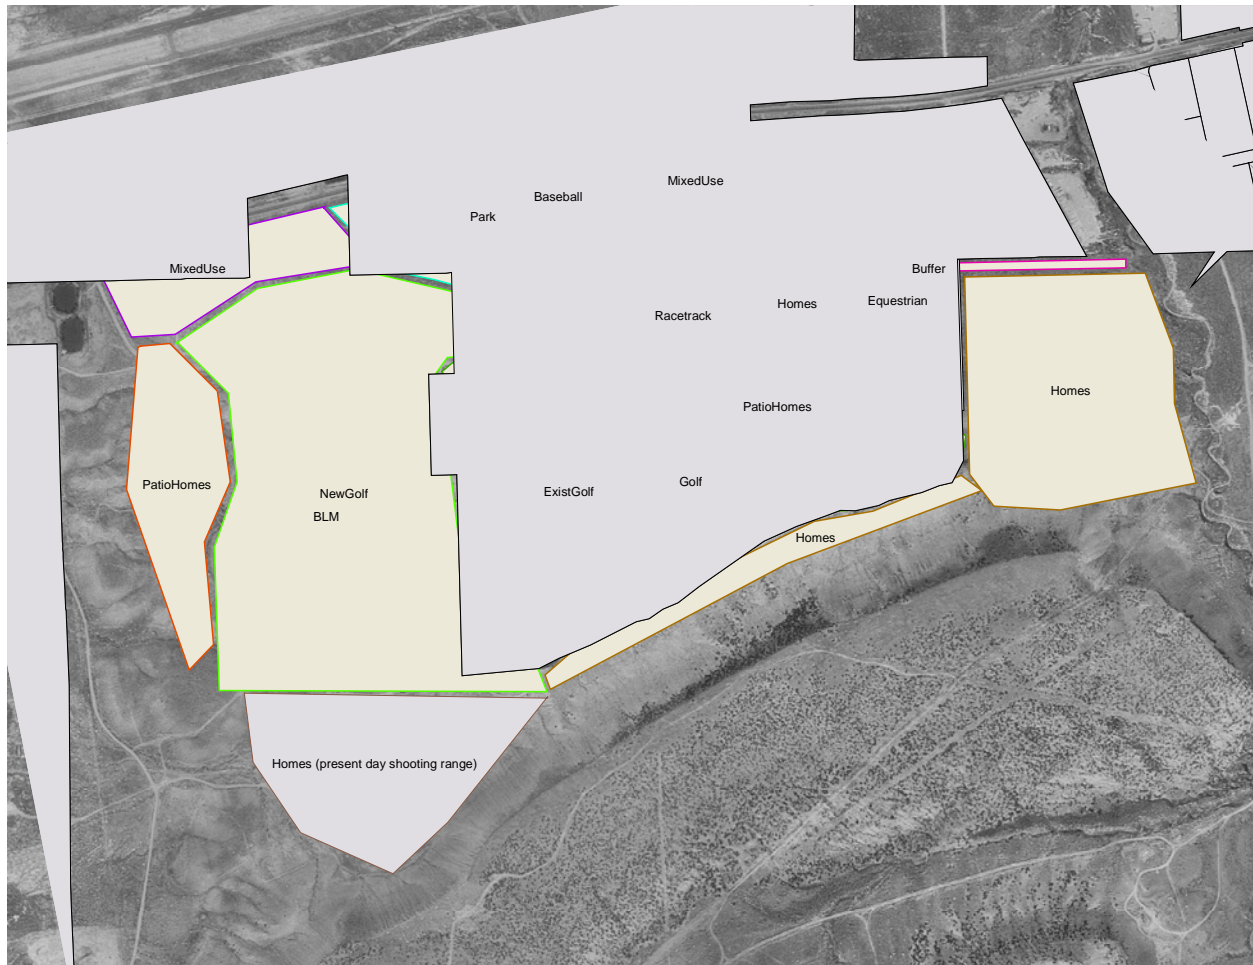 MixedUse
Baseball
Park
MixedUse
Buffer
Equestrian
Homes
Racetrack
Homes
PatioHomes
Golf
PatioHomes
ExistGolf
NewGolf
BLM
Homes
Homes (present day shooting range)